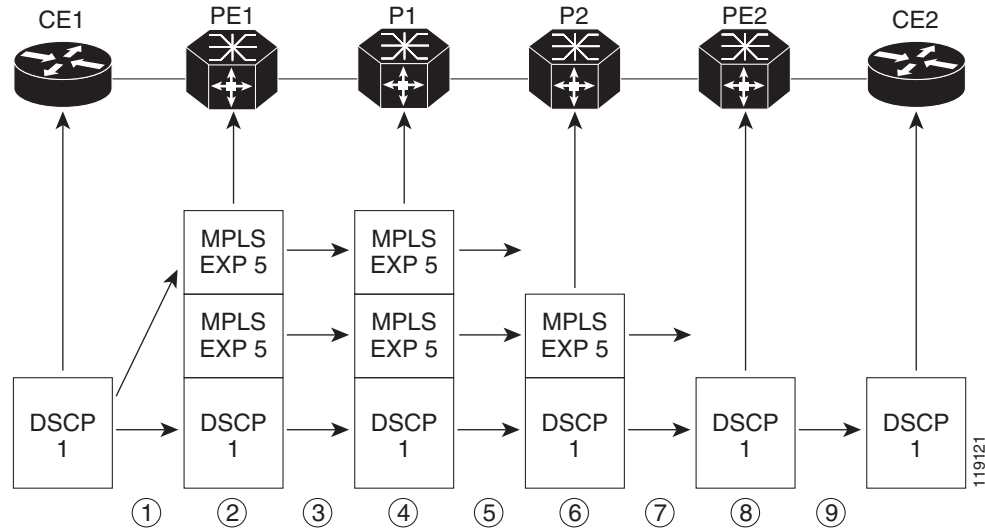 CE1
PE1
P1
P2
PE2
CE2
MPLS
EXP 5
MPLS
EXP 5
MPLS
EXP 5
MPLS
EXP 5
MPLS
EXP 5
DSCP
1
DSCP
1
DSCP
1
DSCP
1
DSCP
1
DSCP
1
119121
1
2
3
4
5
6
7
8
9